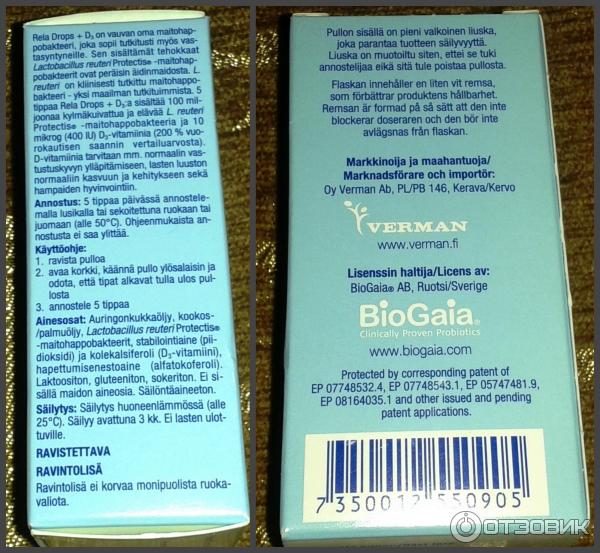 Rela Drops + D₃ on vauvan oma maitohap-
pobakteeri, joka sopii tutkitusti myös vas-
tasyntyneille. Sen sisältämät tehokkaat
Lactobacillus reuteri Protectis® -maitohap-
pobakteerit ovat peräisin äidinmaidosta. L.
reuteri on kliinisesti tutkittu maitohappo-
bakteeri - yksi maailman tutkituimmista. 5
tippaa Rela Drops + D₃:a sisältää 100 mil-
joonaa kylmäkuivattua ja elävää L. reuteri
Protectis® -maitohappobakteeria ja 10
mikrog (400 IU) D₃-vitamiinia (200 % vuo-
rokautisen saannin vertailuarvosta).
D-vitamiinia tarvitaan mm. normaalin vas-
tustuskyvyn ylläpitämiseen, lasten luuston
normaaliin kasvuun ja kehitykseen sekä
hampaiden hyvinvointiin.
Annostus: 5 tippaa päivässä annostele-
malla lusikalla tai sekoitettuna ruokaan tai
juomaan (alle 50°C). Ohjeenmukaista an-
nostusta ei saa ylittää.
Käyttöohje:
1. ravista pulloa
2. avaa korkki, käännä pullo ylösalaisin ja
odota, että tipat alkavat tulla ulos pul-
losta
3. annostele 5 tippaa
Ainesosat: Auringonkukkaöljy, kookos-
/palmuöljy, Lactobacillus reuteri Protectis®
-maitohappobakteerit, stabilointiaine (pii-
dioksidi) ja kolekalsiferoli (D₃-vitamiini),
hapettumisenestoaine (alfatokoferoli).
Laktoositon, gluteeniton, sokeriton. Ei si-
sällä maidon aineosia. Säilöntäaineeton.
Säilytys: Säilytys huoneenlämmössä (alle
25°C). Säilyy avattuna 3 kk. Ei lasten ulot-
tuville.
RAVISTETTAVA
RAVINTOLISÄ
Ravintolisä ei korvaa monipuolista ruoka-
valiota.
Pullon sisällä on pieni valkoinen liuska,
joka parantaa tuotteen säilyvyyttä.
Liuska on muotoiltu siten, ettei se tuki
annostelijaa eikä sitä tule poistaa pullosta.
Flaskan innehåller en liten vit remsa,
som förbättrar produktens hållbarhet.
Remsan är formad på så sätt att den inte
blockerar doseraren och den bör inte
avlägsnas från flaskan.
Markkinoija ja maahantuoja/
Marknadsförare och importör:
Oy Verman Ab, PL/PB 146, Kerava/Kervo
VERMAN
www.verman.fi
Lisenssin haltija/Licens av:
BioGaia® AB, Ruotsi/Sverige
BioGaia®
Clinically Proven Probiotics
www.biogaia.com
Protected by corresponding patent of
EP 07748532.4, EP 07748543.1, EP 05747481.9,
EP 08164035.1 and other issued and pending
patent applications.
7 350012 550905
ОТЗОВИК